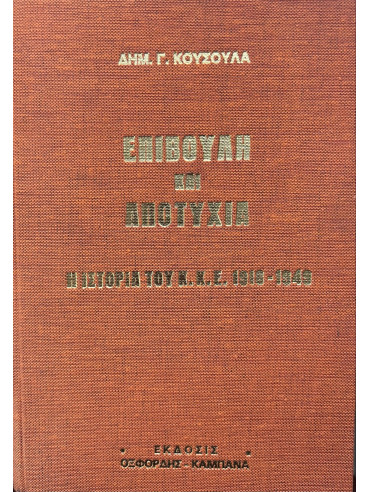 ΔΗΜ. Γ. ΚΟΥΣΟΥΛΑ
ΕΠΙΒΟΥΛΗ
ΚΑΙ
ΑΠΟΤΥΧΙΑ
Η ΙΣΤΟΡΙΑ ΤΟΥ Κ.Κ.Ε. 1918-1949
ΕΚΔΟΣΙΣ
ΟΞΦΟΡΔΗΣ - ΚΑΜΠΑΝΑ